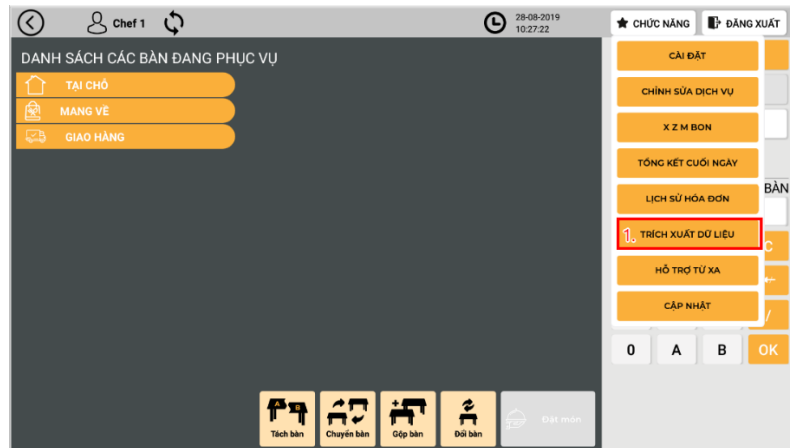 Chef 1
28-08-2019
10:27:22
CHỨC NĂNG
ĐĂNG XUẤT
DANH SÁCH CÁC BÀN ĐANG PHỤC VỤ
TẠI CHỖ
MANG VỀ
GIAO HÀNG
CÀI ĐẶT
CHỈNH SỬA DỊCH VỤ
X Z M BON
TỔNG KẾT CUỐI NGÀY
LỊCH SỬ HÓA ĐƠN
1. TRÍCH XUẤT DỮ LIỆU
HỖ TRỢ TỪ XA
CẬP NHẬT
BÀN
C
/
0 A B OK
Tách bàn
Chuyển bàn
Gộp bàn
Đổi bàn
Đặt món